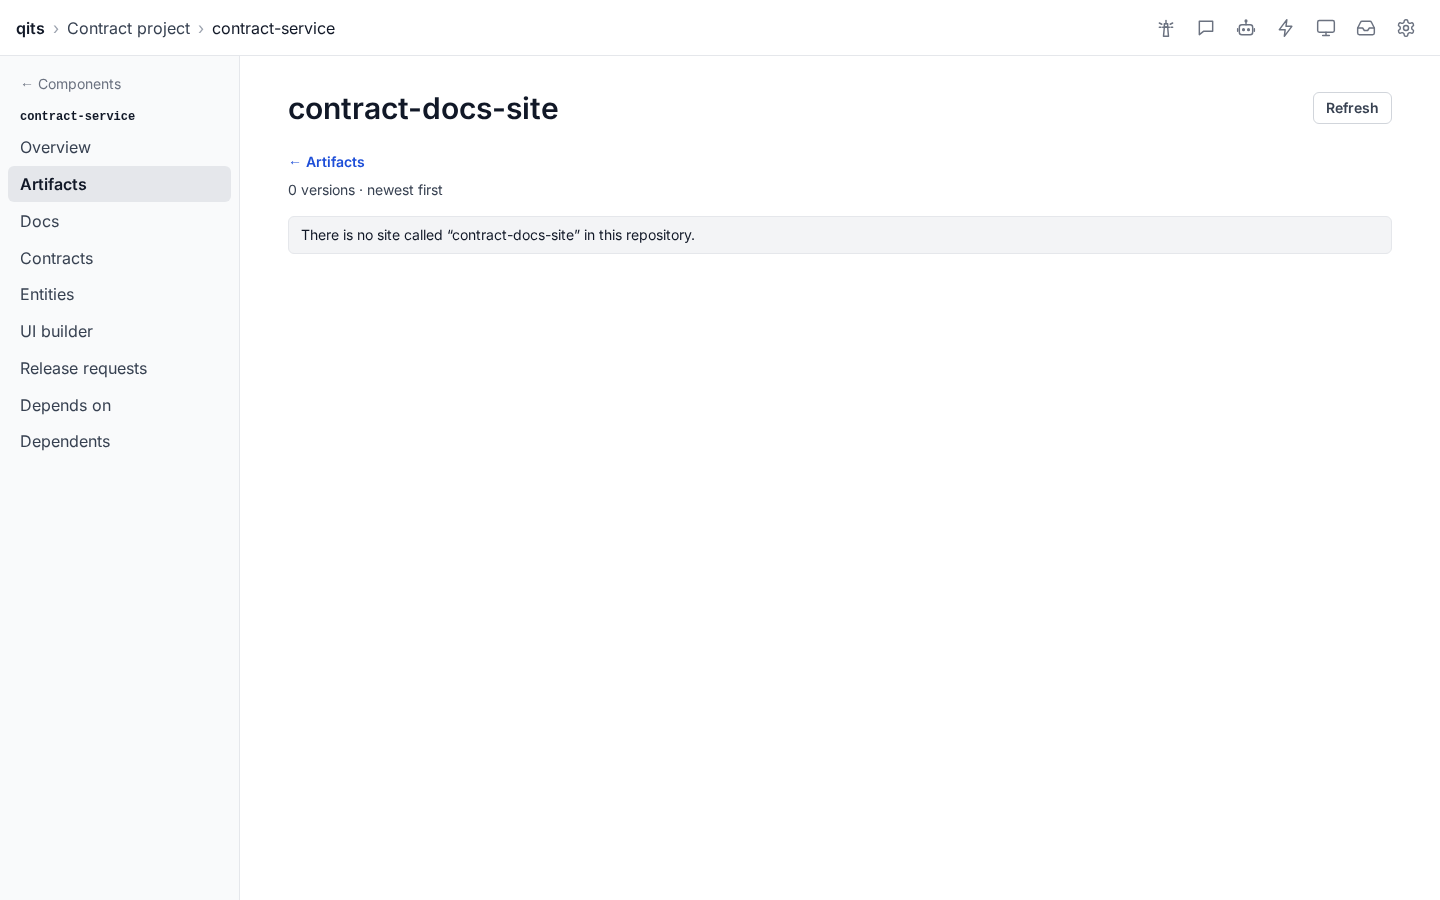 qits › Contract project › contract-service
← Components
contract-service
Overview
Artifacts
Docs
Contracts
Entities
UI builder
Release requests
Depends on
Dependents
contract-docs-site
Refresh
← Artifacts
0 versions · newest first
There is no site called “contract-docs-site” in this repository.